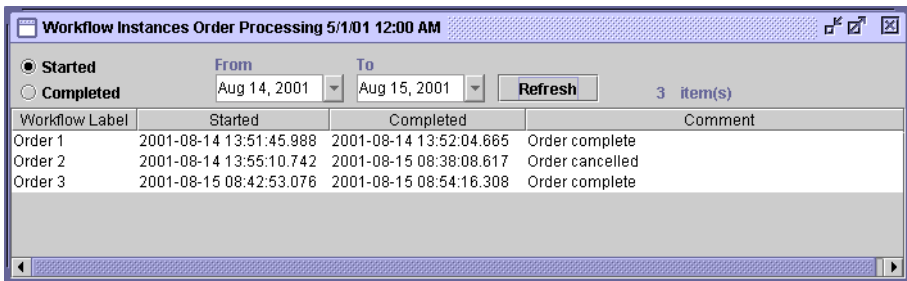 Workflow Instances Order Processing 5/1/01 12:00 AM
Started From To
Completed Aug 14, 2001 Aug 15, 2001 Refresh 3 item(s)
Workflow Label Started Completed Comment
Order 1 2001-08-14 13:51:45.988 2001-08-14 13:52:04.665 Order complete
Order 2 2001-08-14 13:55:10.742 2001-08-15 08:38:08.617 Order cancelled
Order 3 2001-08-15 08:42:53.076 2001-08-15 08:54:16.308 Order complete